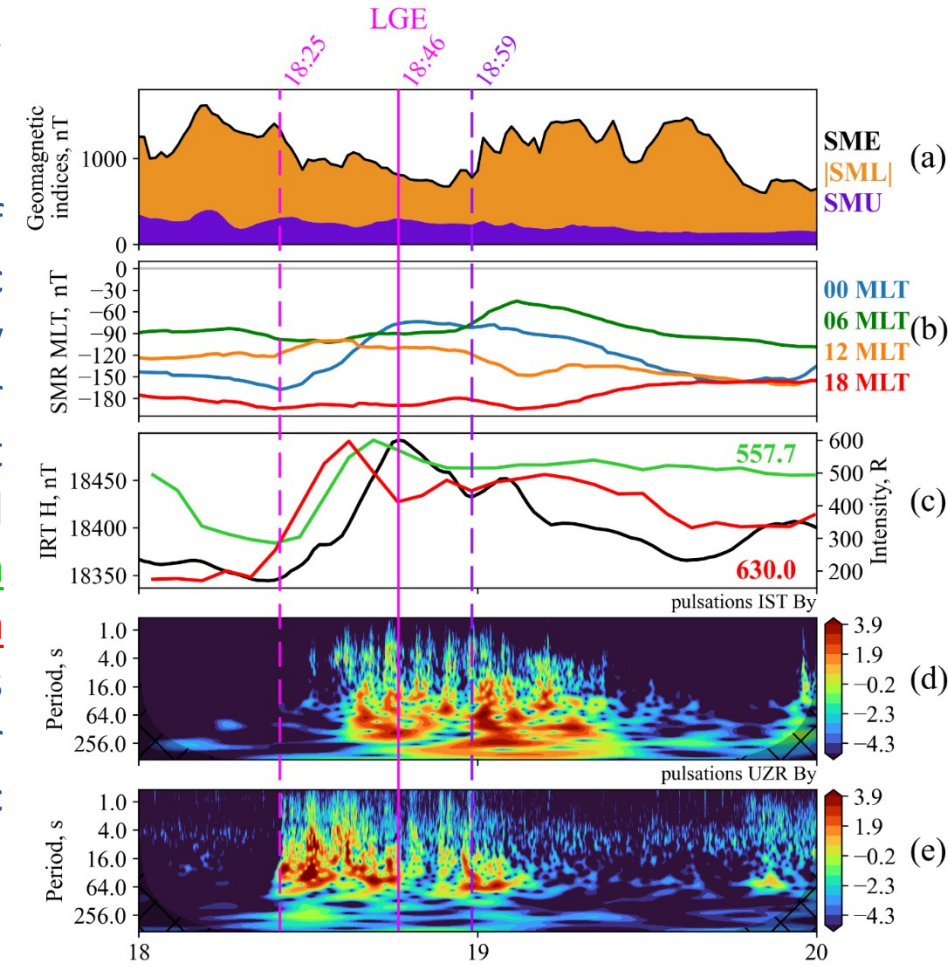 LGE
18:25
18:46
18:59
Geomagnetic
indices, nT
1000
0
SME
|SML|
SMU
(a)
SMR MLT, nT
0
−30
−60
−90
−120
−150
−180
00 MLT
06 MLT
12 MLT
18 MLT
(b)
IRT H, nT
18450
18400
18350
557.7
630.0
600
500
400
300
200
Intensity, R
(c)
pulsations IST By
Period, s
1.0
4.0
16.0
64.0
256.0
3.9
1.9
−0.2
−2.3
−4.3
(d)
pulsations UZR By
Period, s
1.0
4.0
16.0
64.0
256.0
3.9
1.9
−0.2
−2.3
−4.3
(e)
18
19
20